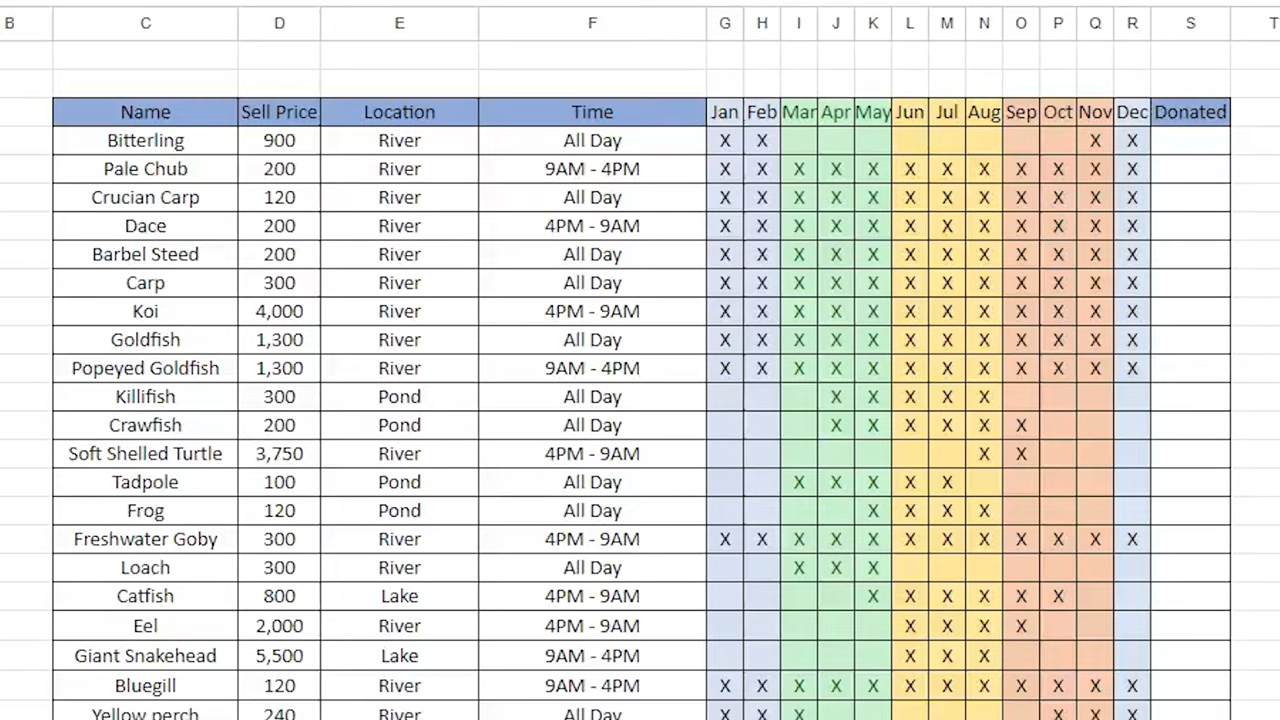 B C D E F G H I J K L M N O P Q R S T
Name Sell Price Location Time Jan Feb Mar Apr May Jun Jul Aug Sep Oct Nov Dec Donated
Bitterling 900 River All Day X X X X
Pale Chub 200 River 9AM - 4PM X X X X X X X X X X X X
Crucian Carp 120 River All Day X X X X X X X X X X X X
Dace 200 River 4PM - 9AM X X X X X X X X X X X X
Barbel Steed 200 River All Day X X X X X X X X X X X X
Carp 300 River All Day X X X X X X X X X X X X
Koi 4,000 River 4PM - 9AM X X X X X X X X X X X X
Goldfish 1,300 River All Day X X X X X X X X X X X X
Popeyed Goldfish 1,300 River 9AM - 4PM X X X X X X X X X X X X
Killifish 300 Pond All Day X X X X X
Crawfish 200 Pond All Day X X X X X X
Soft Shelled Turtle 3,750 River 4PM - 9AM X X
Tadpole 100 Pond All Day X X X X X
Frog 120 Pond All Day X X X X
Freshwater Goby 300 River 4PM - 9AM X X X X X X X X X X X X
Loach 300 River All Day X X X
Catfish 800 Lake 4PM - 9AM X X X X X X
Eel 2,000 River 4PM - 9AM X X X X
Giant Snakehead 5,500 Lake 9AM - 4PM X X X
Bluegill 120 River 9AM - 4PM X X X X X X X X X X X X
Yellow perch 240 River All Day X X X X X X